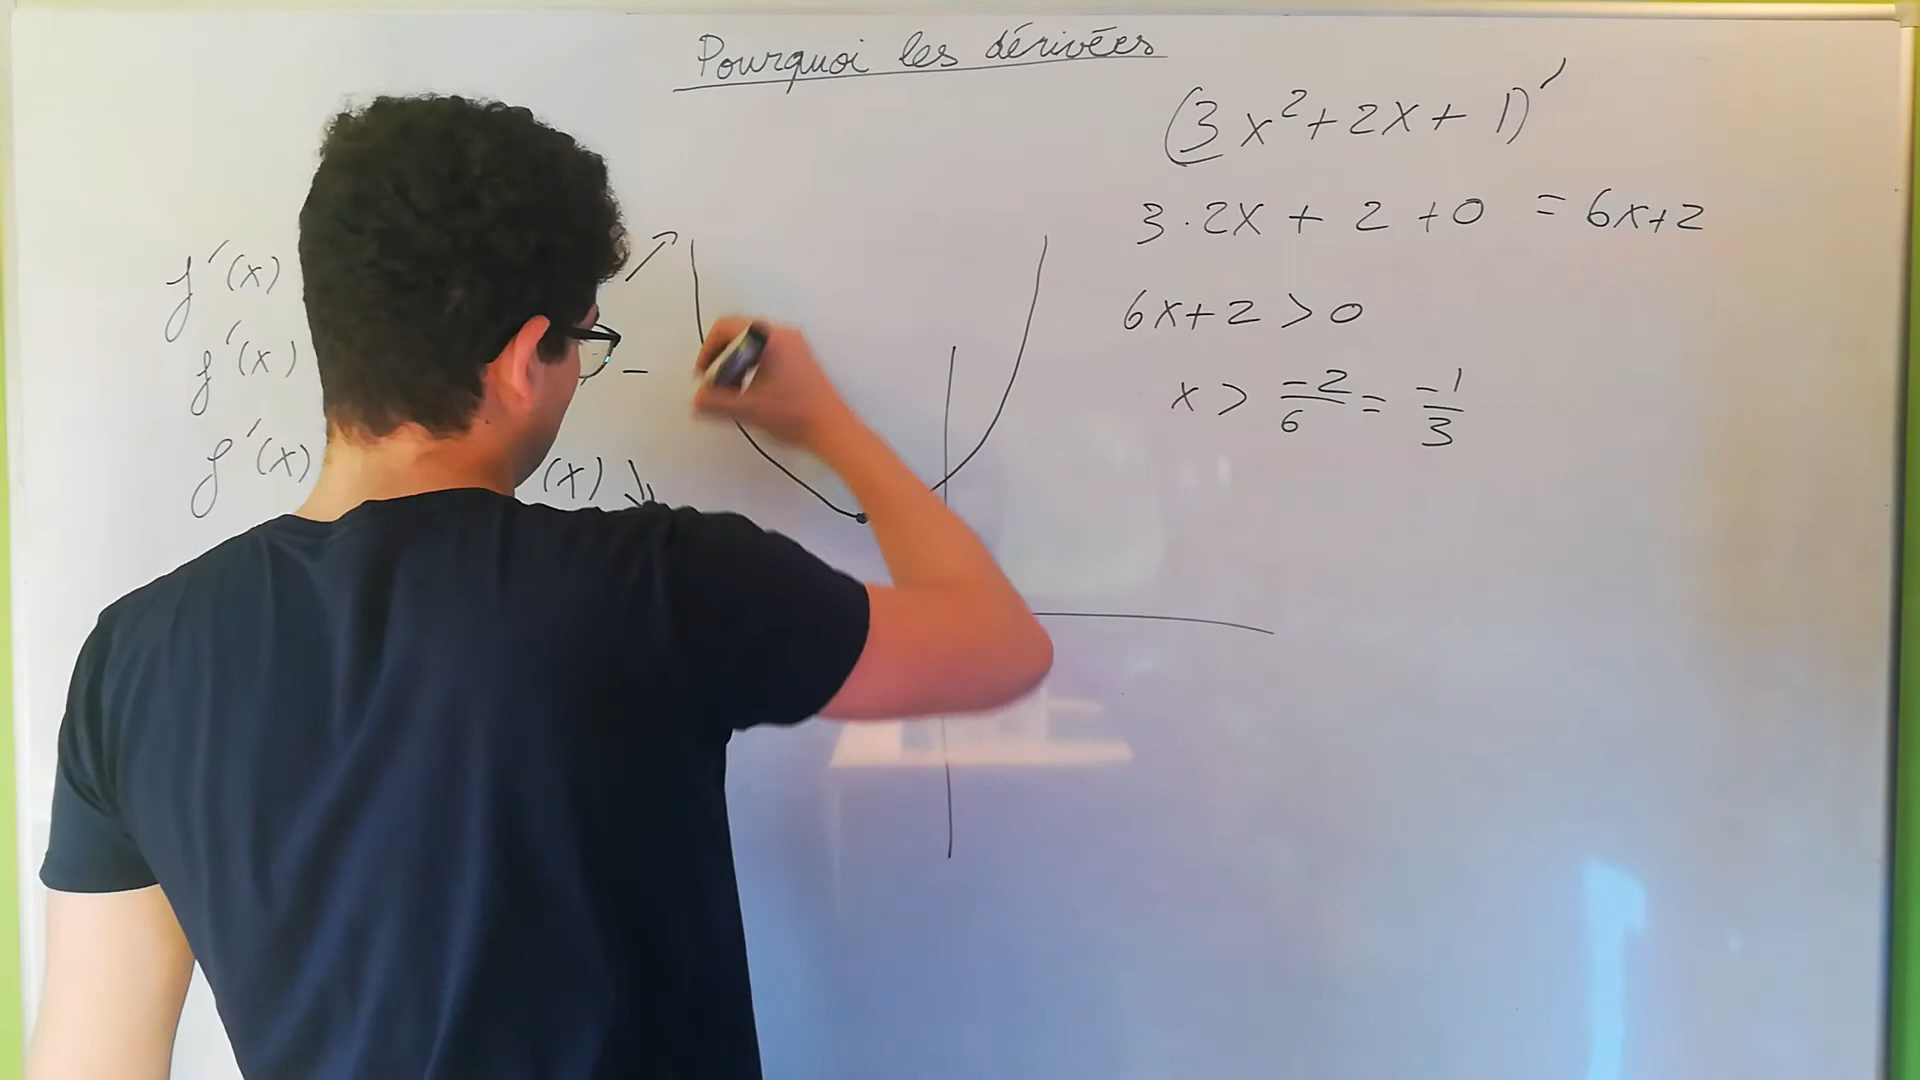 Pourquoi les dérivées
(3x²+2x+1)'
3·2x+2+0 = 6x+2
6x+2>0
x > -2/6 = -1/3
f'(x) ↗
f'(x) –
f'(x) (x) ↘